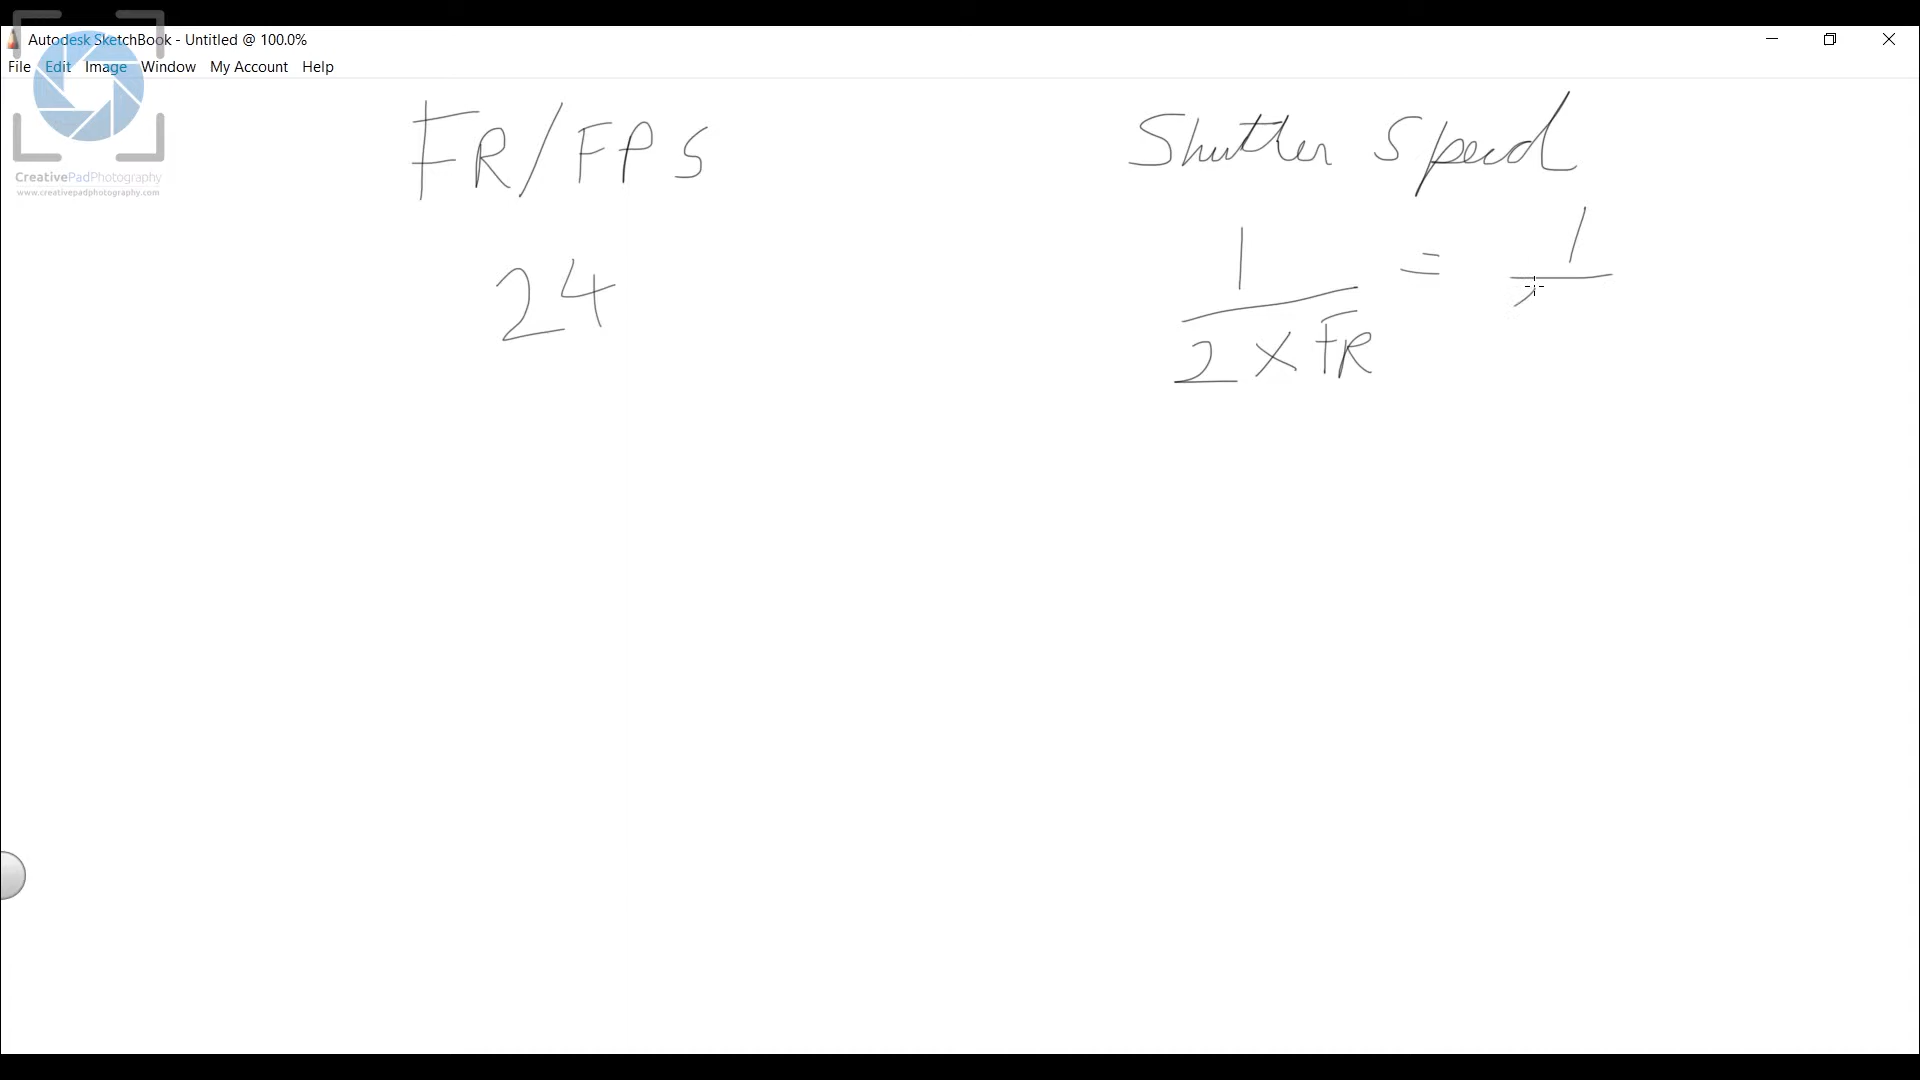 Autodesk SketchBook - Untitled @ 100.0%
File Edit Image Window My Account Help
CreativePadPhotography
www.creativepadphotography.com
FR/FPS
Shutter Speed
24
1 = 1
2 X FR